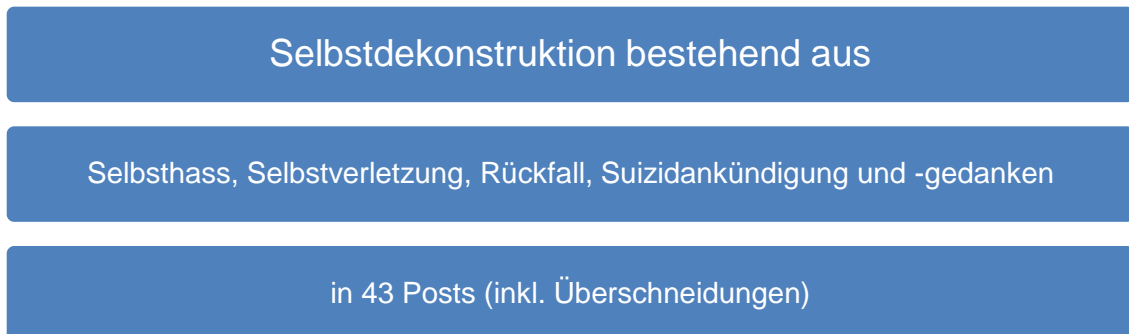 Selbstdekonstruktion bestehend aus
Selbsthass, Selbstverletzung, Rückfall, Suizidankündigung und -gedanken
in 43 Posts (inkl. Überschneidungen)